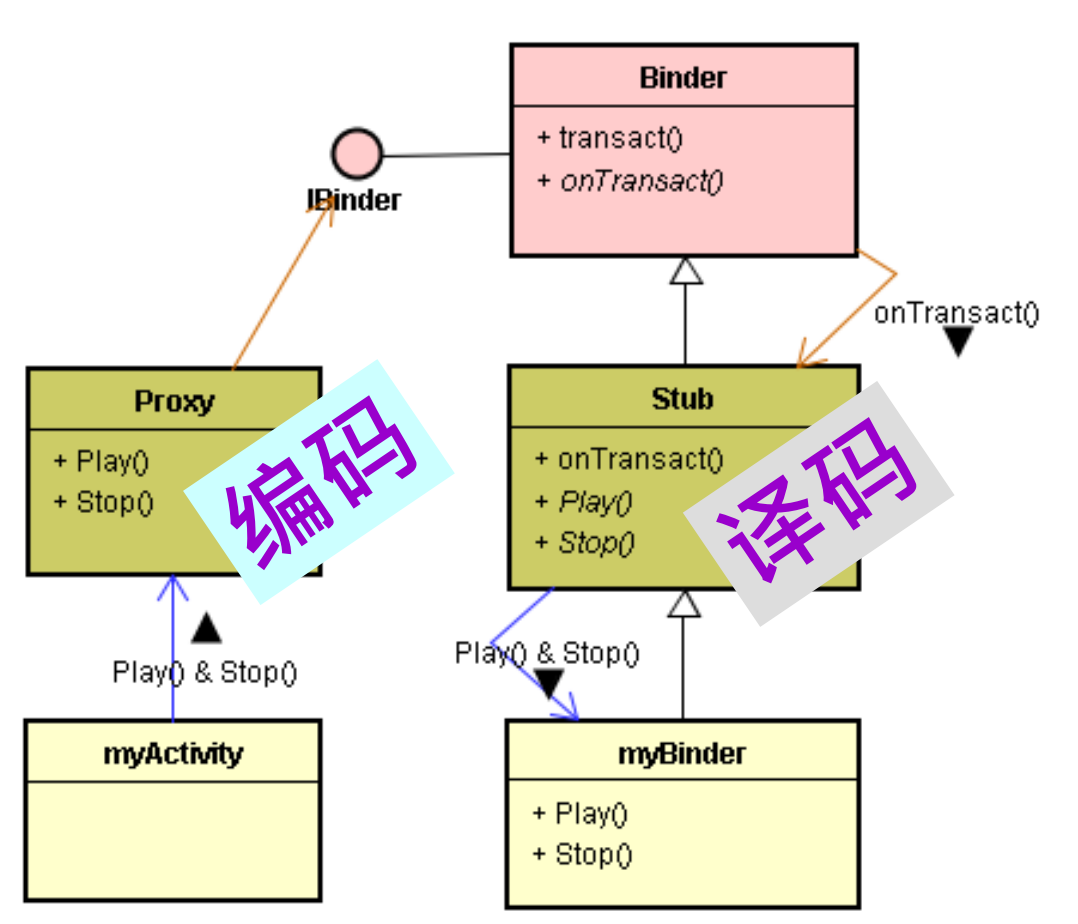 Binder
+ transact()
+ onTransact()
IBinder
onTransact()
Proxy
+ Play()
+ Stop()
编码
Stub
+ onTransact()
+ Play()
+ Stop()
译码
Play() & Stop()
Play() & Stop()
myActivity
myBinder
+ Play()
+ Stop()